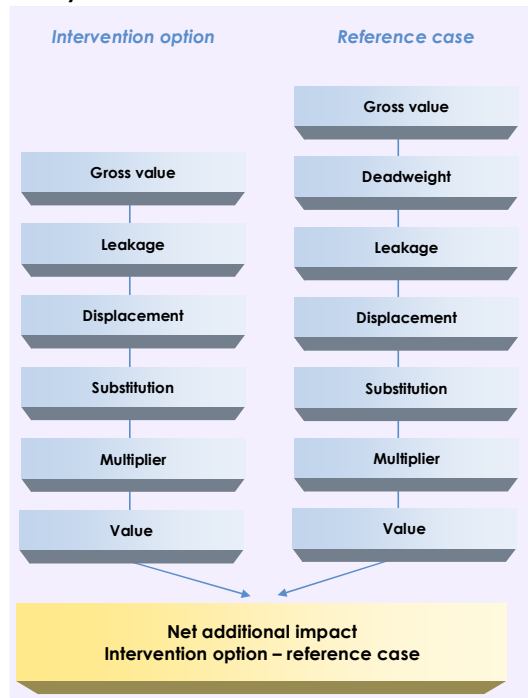 Intervention option
Reference case
Gross value
Deadweight
Gross value
Leakage
Leakage
Displacement
Displacement
Substitution
Substitution
Multiplier
Multiplier
Value
Value
Net additional impact
Intervention option – reference case